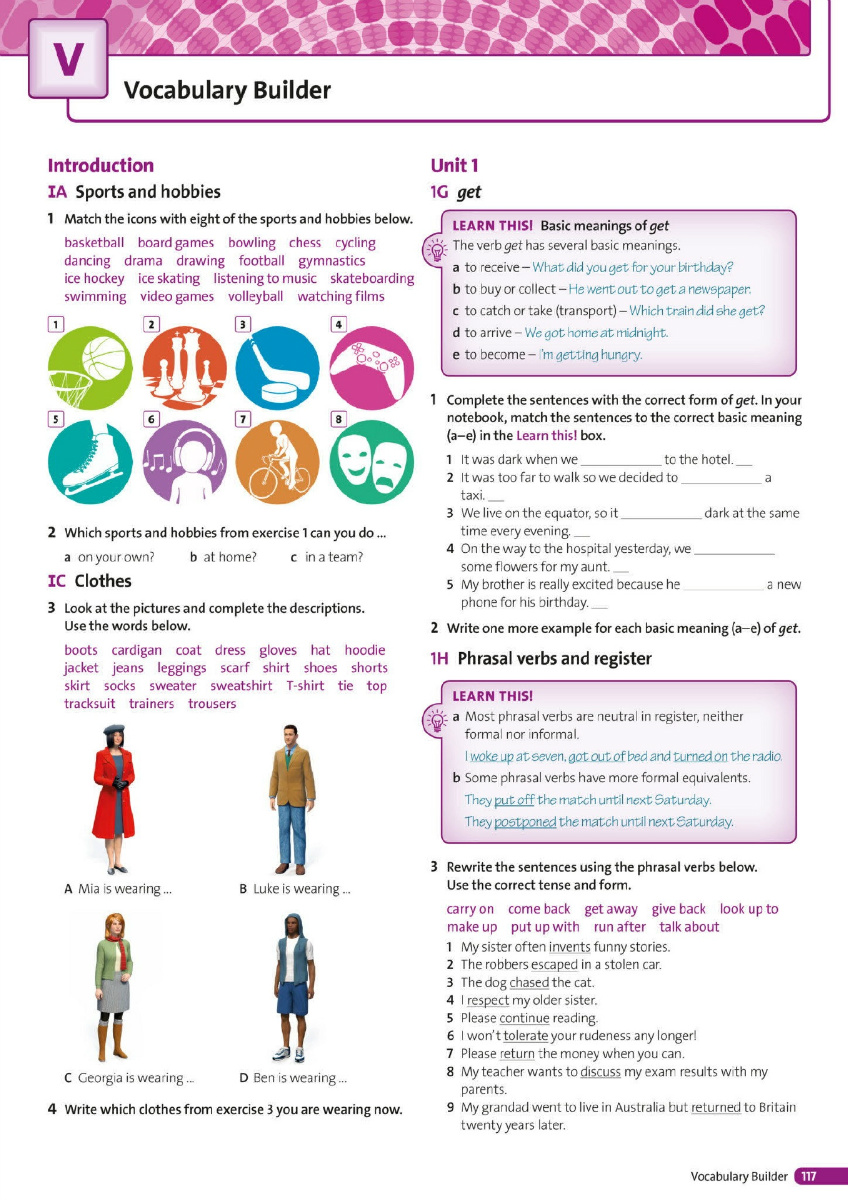 V
Vocabulary Builder
Introduction
IA Sports and hobbies
1 Match the icons with eight of the sports and hobbies below.
basketball board games bowling chess cycling
dancing drama drawing football gymnastics
ice hockey ice skating listening to music skateboarding
swimming video games volleyball watching films
1 2 3 4
5 6 7 8
2 Which sports and hobbies from exercise 1 can you do ...
a on your own? b at home? c in a team?
IC Clothes
3 Look at the pictures and complete the descriptions.
Use the words below.
boots cardigan coat dress gloves hat hoodie
jacket jeans leggings scarf shirt shoes shorts
skirt socks sweater sweatshirt T-shirt tie top
tracksuit trainers trousers
A Mia is wearing ... B Luke is wearing ...
C Georgia is wearing ... D Ben is wearing ...
4 Write which clothes from exercise 3 you are wearing now.
Unit 1
1G get
LEARN THIS! Basic meanings of get
The verb get has several basic meanings.
a to receive – What did you get for your birthday?
b to buy or collect – He went out to get a newspaper.
c to catch or take (transport) – Which train did she get?
d to arrive – We got home at midnight.
e to become – I'm getting hungry.
1 Complete the sentences with the correct form of get. In your
notebook, match the sentences to the correct basic meaning
(a–e) in the Learn this! box.
1 It was dark when we ____________ to the hotel. __
2 It was too far to walk so we decided to ____________ a
taxi. __
3 We live on the equator, so it ____________ dark at the same
time every evening. __
4 On the way to the hospital yesterday, we ____________
some flowers for my aunt. __
5 My brother is really excited because he ____________ a new
phone for his birthday. __
2 Write one more example for each basic meaning (a–e) of get.
1H Phrasal verbs and register
LEARN THIS!
a Most phrasal verbs are neutral in register, neither
formal nor informal.
I woke up at seven, got out of bed and turned on the radio.
b Some phrasal verbs have more formal equivalents.
They put off the match until next Saturday.
They postponed the match until next Saturday.
3 Rewrite the sentences using the phrasal verbs below.
Use the correct tense and form.
carry on come back get away give back look up to
make up put up with run after talk about
1 My sister often invents funny stories.
2 The robbers escaped in a stolen car.
3 The dog chased the cat.
4 I respect my older sister.
5 Please continue reading.
6 I won't tolerate your rudeness any longer!
7 Please return the money when you can.
8 My teacher wants to discuss my exam results with my
parents.
9 My grandad went to live in Australia but returned to Britain
twenty years later.
Vocabulary Builder 117